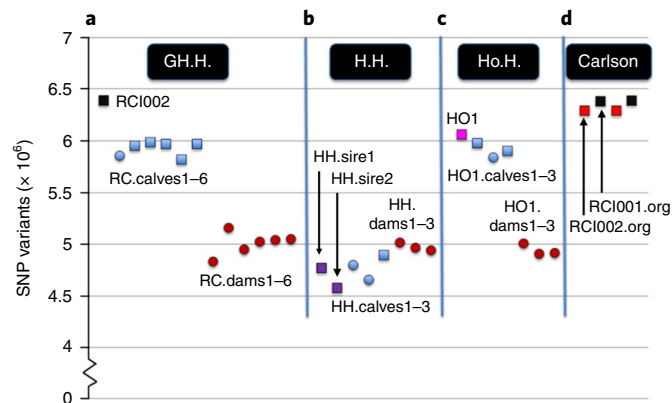 a b c d
GH.H. H.H. Ho.H. Carlson
7
6.5
6
5.5
5
4.5
4
0
SNP variants (× 10⁶)
RCI002
RC.calves1–6
RC.dams1–6
HH.sire1
HH.sire2
HH.
dams1–3
HH.calves1–3
HO1
HO1.calves1–3
HO1.
dams1–3
RCI001.org
RCI002.org